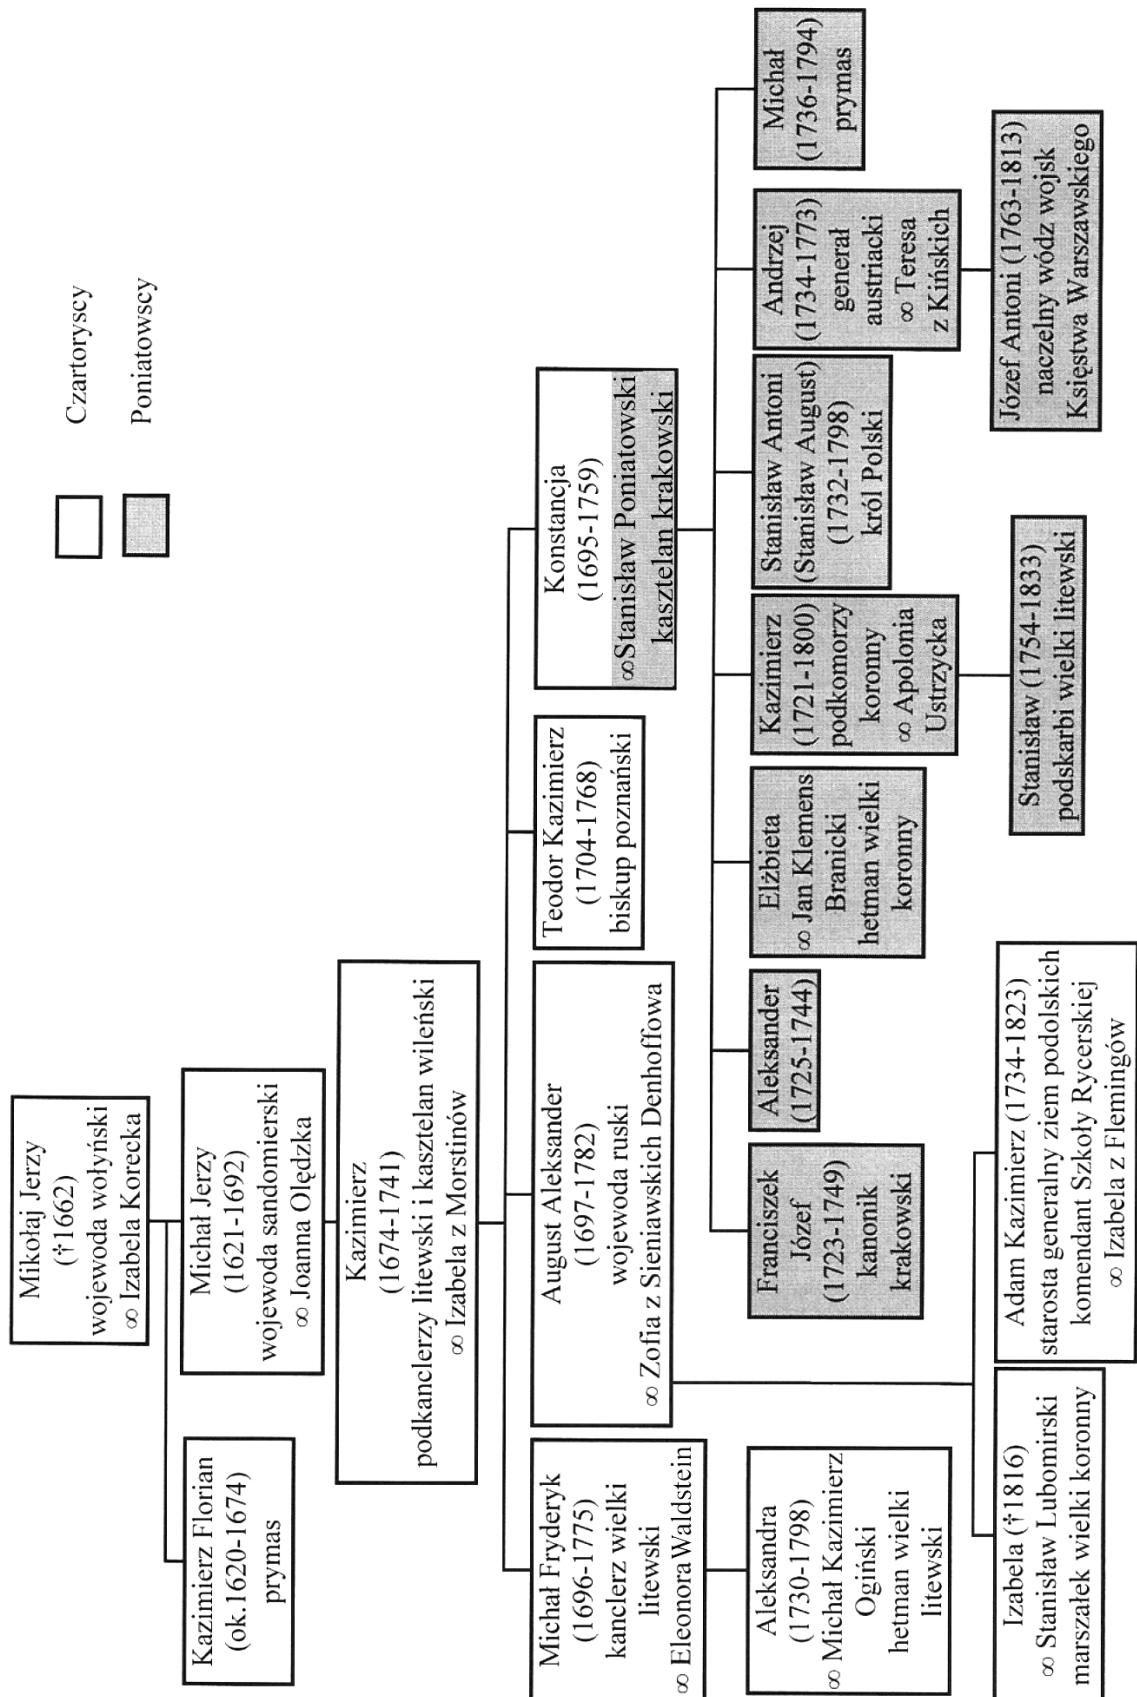 Czartoryscy
Poniatowscy
Mikołaj Jerzy
(†1662)
wojewoda wołyński
∞ Izabela Korecka
Kazimierz Florian
(ok.1620-1674)
prymas
Michał Jerzy
(1621-1692)
wojewoda sandomierski
∞ Joanna Olędzka
Kazimierz
(1674-1741)
podkanclerzy litewski i kasztelan wileński
∞ Izabela z Morstinów
Michał Fryderyk
(1696-1775)
kanclerz wielki
litewski
∞ Eleonora Waldstein
August Aleksander
(1697-1782)
wojewoda ruski
∞ Zofia z Sieniawskich Denhoffowa
Teodor Kazimierz
(1704-1768)
biskup poznański
Konstancja
(1695-1759)
∞Stanisław Poniatowski
kasztelan krakowski
Aleksandra
(1730-1798)
∞ Michał Kazimierz
Ogiński
hetman wielki
litewski
Franciszek
Józef
(1723-1749)
kanonik
krakowski
Aleksander
(1725-1744)
Elżbieta
∞ Jan Klemens
Branicki
hetman wielki
koronny
Kazimierz
(1721-1800)
podkomorzy
koronny
∞ Apolonia
Ustrzycka
Stanisław Antoni
(Stanisław August)
(1732-1798)
król Polski
Andrzej
(1734-1773)
generał
austriacki
∞ Teresa
z Kińskich
Michał
(1736-1794)
prymas
Izabela (†1816)
∞ Stanisław Lubomirski
marszałek wielki koronny
Adam Kazimierz (1734-1823)
starosta generalny ziem podolskich
komendant Szkoły Rycerskiej
∞ Izabela z Flemingów
Stanisław (1754-1833)
podskarbi wielki litewski
Józef Antoni (1763-1813)
naczelny wódz wojsk
Księstwa Warszawskiego